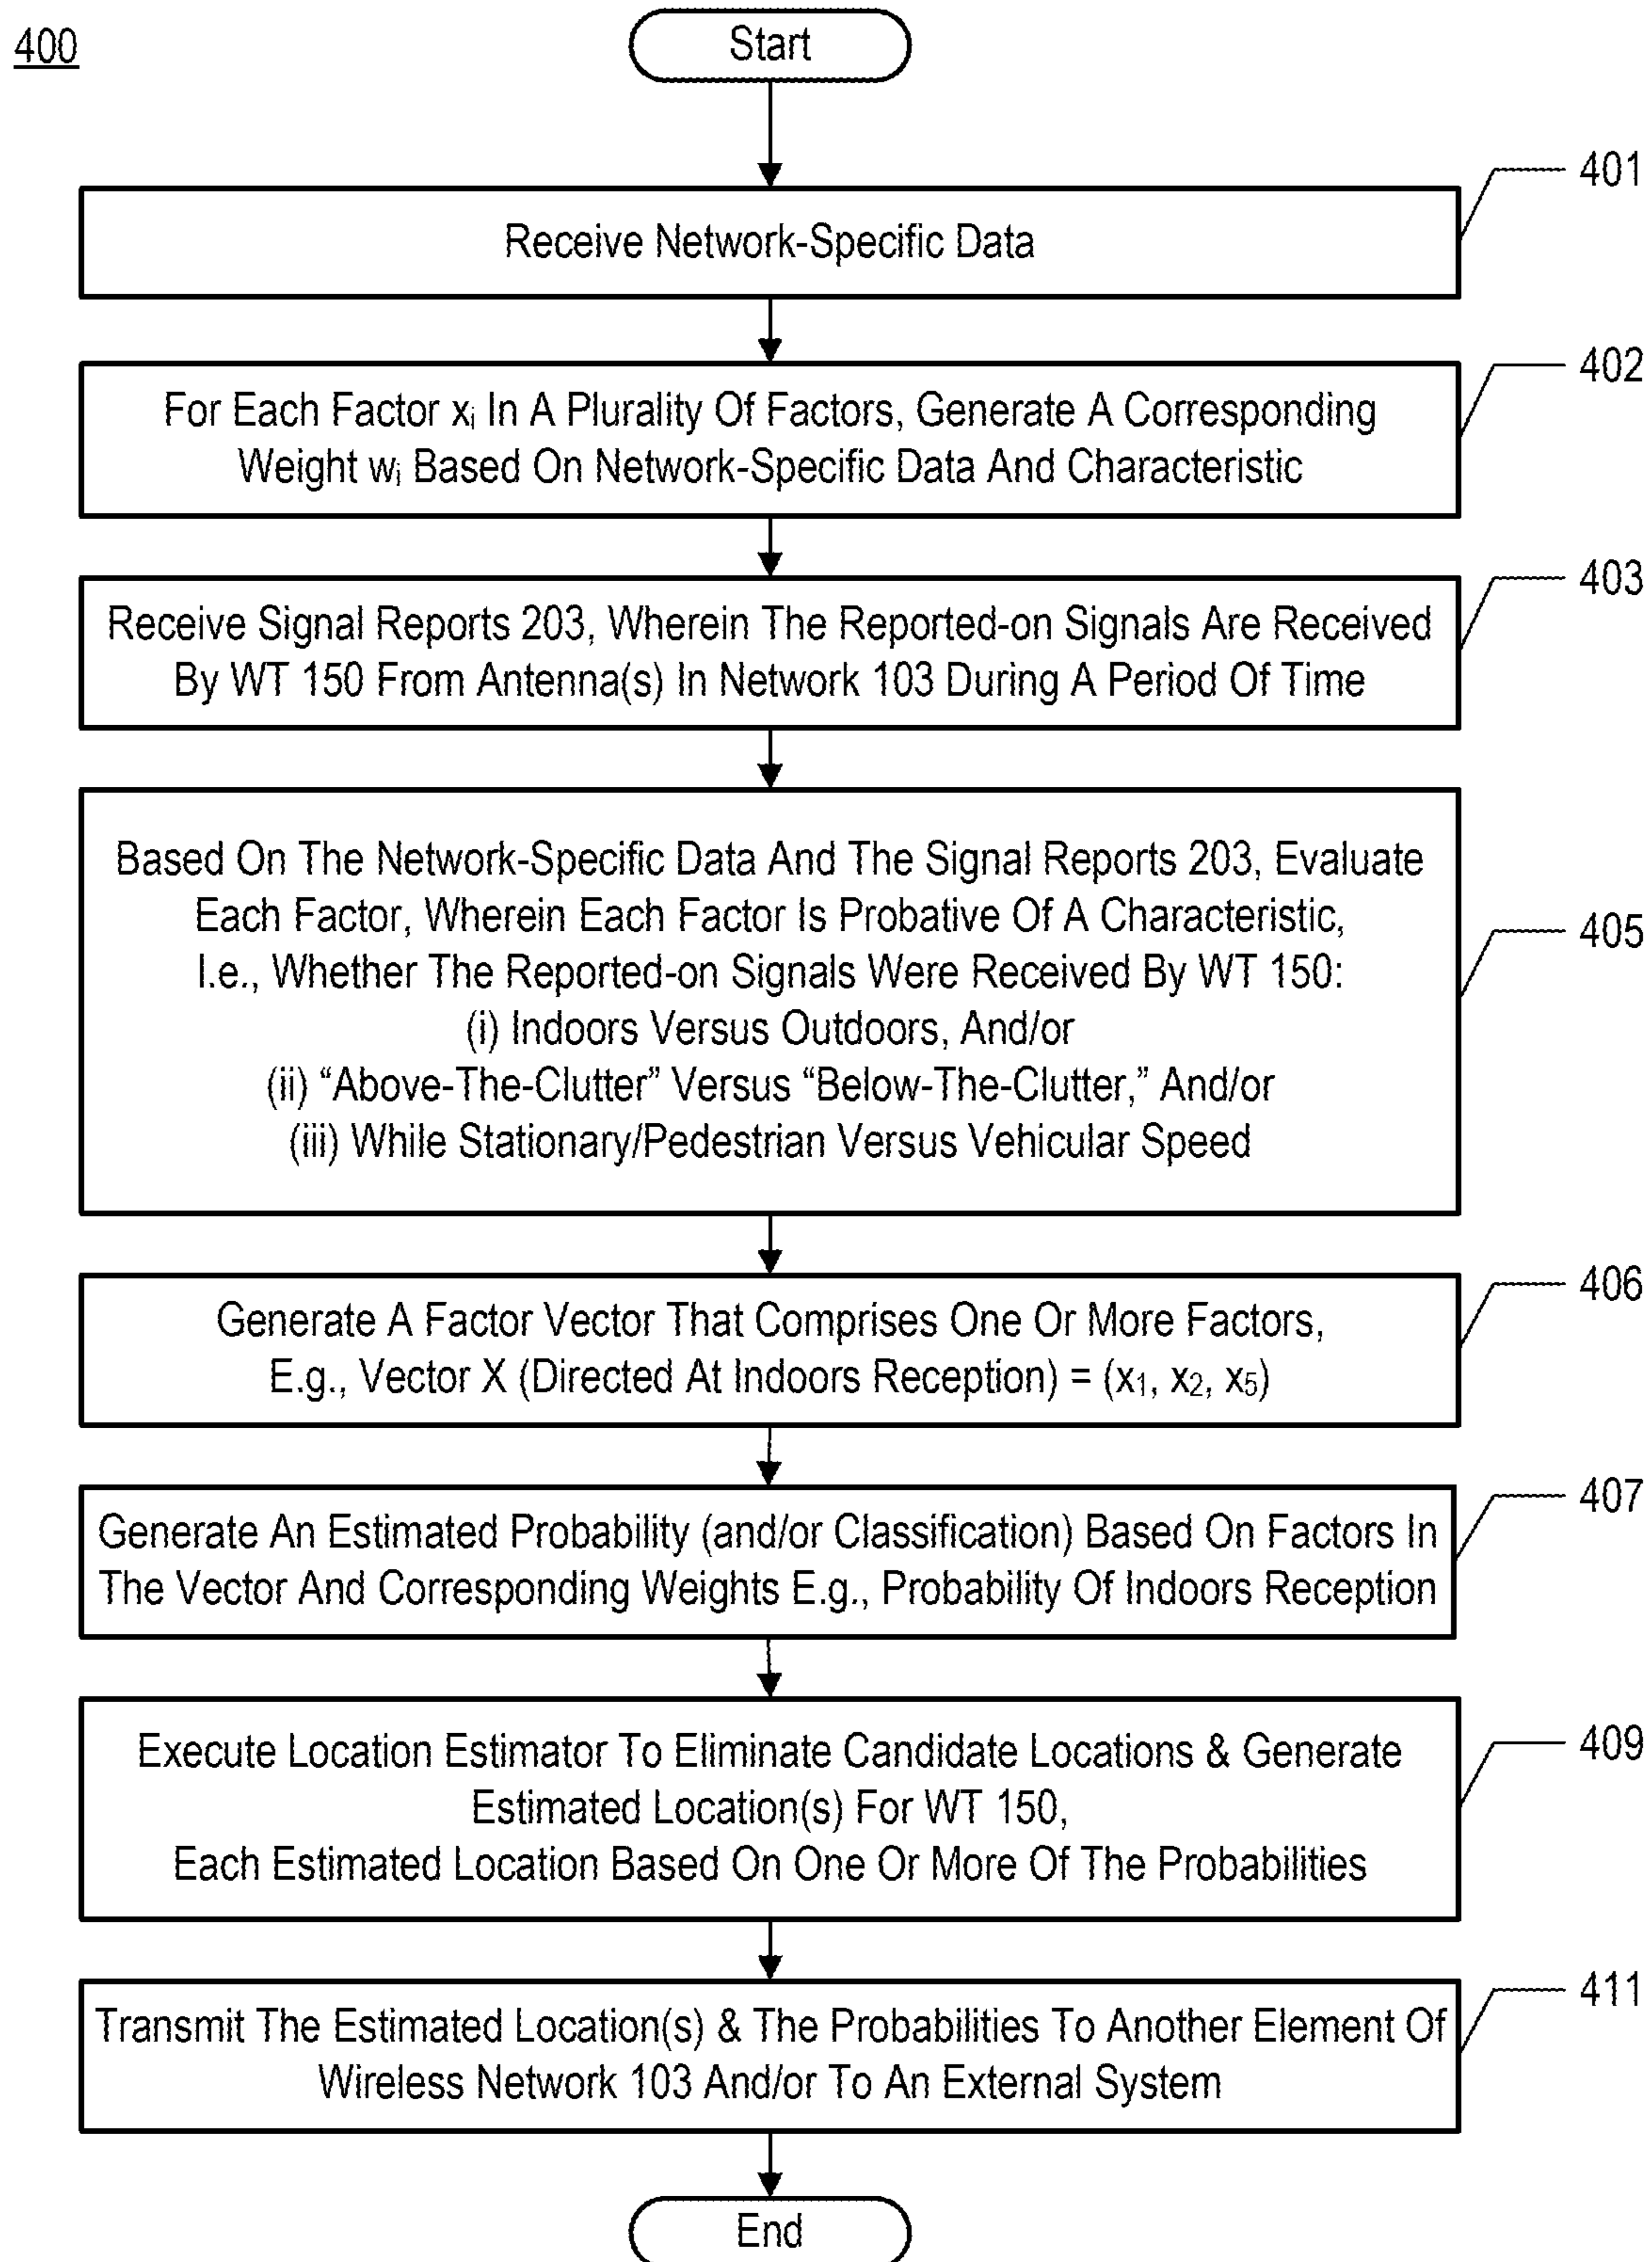 400
Start
401
Receive Network-Specific Data
402
For Each Factor xᵢ In A Plurality Of Factors, Generate A Corresponding
Weight wᵢ Based On Network-Specific Data And Characteristic
403
Receive Signal Reports 203, Wherein The Reported-on Signals Are Received
By WT 150 From Antenna(s) In Network 103 During A Period Of Time
405
Based On The Network-Specific Data And The Signal Reports 203, Evaluate
Each Factor, Wherein Each Factor Is Probative Of A Characteristic,
I.e., Whether The Reported-on Signals Were Received By WT 150:
(i) Indoors Versus Outdoors, And/or
(ii) “Above-The-Clutter” Versus “Below-The-Clutter,” And/or
(iii) While Stationary/Pedestrian Versus Vehicular Speed
406
Generate A Factor Vector That Comprises One Or More Factors,
E.g., Vector X (Directed At Indoors Reception) = (x₁, x₂, x₅)
407
Generate An Estimated Probability (and/or Classification) Based On Factors In
The Vector And Corresponding Weights E.g., Probability Of Indoors Reception
409
Execute Location Estimator To Eliminate Candidate Locations & Generate
Estimated Location(s) For WT 150,
Each Estimated Location Based On One Or More Of The Probabilities
411
Transmit The Estimated Location(s) & The Probabilities To Another Element Of
Wireless Network 103 And/or To An External System
End